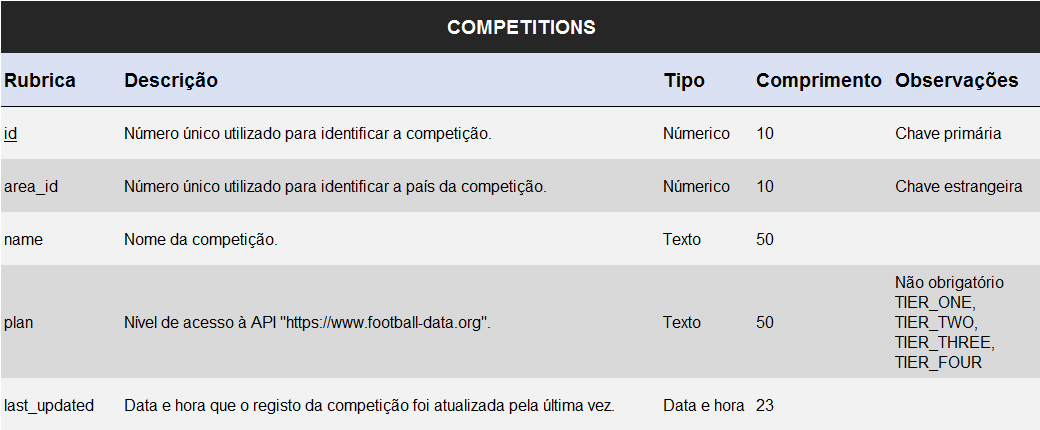 COMPETITIONS
Rubrica Descrição Tipo Comprimento Observações
id Número único utilizado para identificar a competição. Númerico 10 Chave primária
area_id Número único utilizado para identificar a país da competição. Númerico 10 Chave estrangeira
name Nome da competição. Texto 50
plan Nível de acesso à API "https://www.football-data.org". Texto 50 Não obrigatório
TIER_ONE,
TIER_TWO,
TIER_THREE,
TIER_FOUR
last_updated Data e hora que o registo da competição foi atualizada pela última vez. Data e hora 23